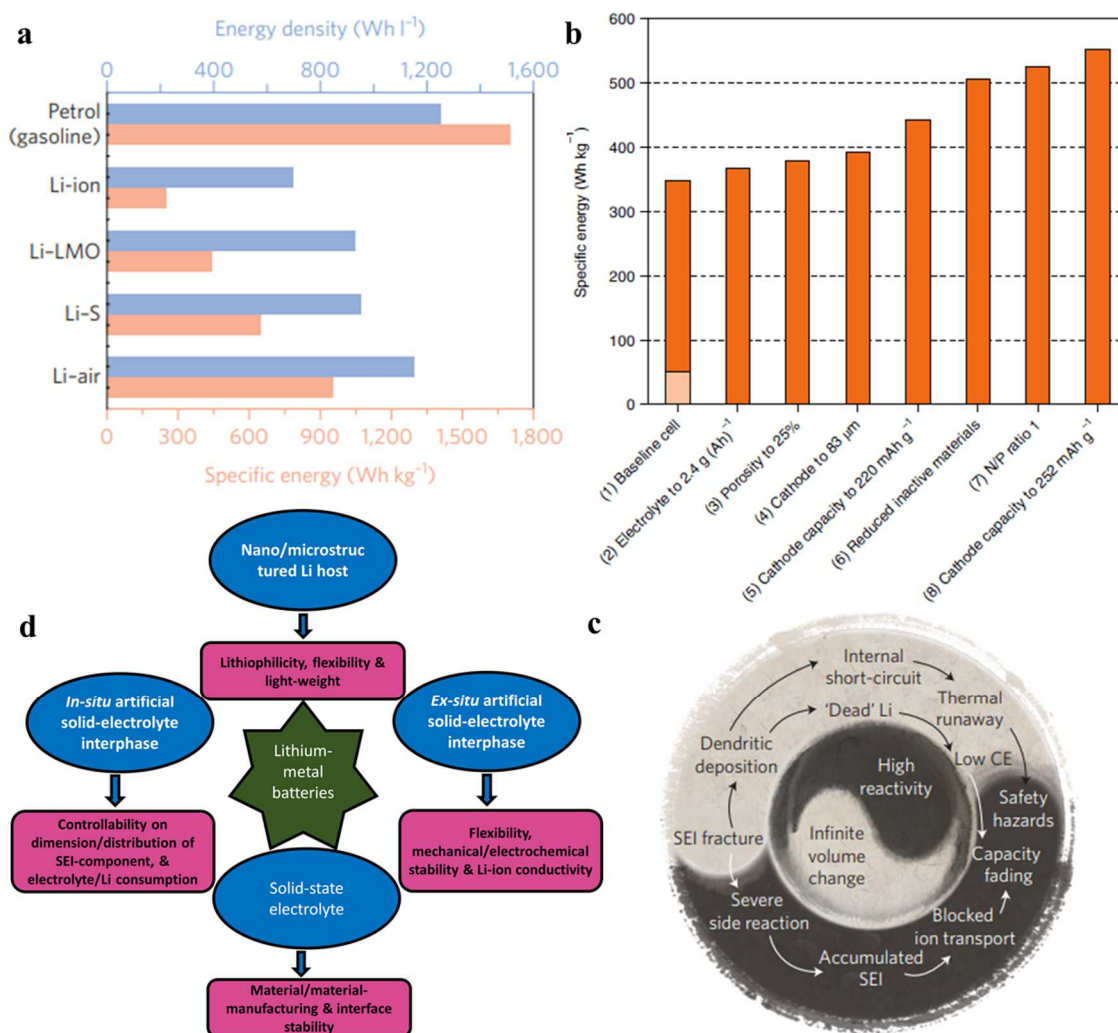 a
Energy density (Wh l⁻¹)
0 400 800 1,200 1,600
Petrol
(gasoline)
Li-ion
Li–LMO
Li–S
Li–air
0 300 600 900 1,200 1,500 1,800
Specific energy (Wh kg⁻¹)
b
600
500
400
300
200
100
0
Specific energy (Wh kg⁻¹)
(1) Baseline cell
(2) Electrolyte to 2.4 g (Ah)⁻¹
(3) Porosity to 25%
(4) Cathode to 83 μm
(5) Cathode capacity to 220 mAh g⁻¹
(6) Reduced inactive materials
(7) N/P ratio 1
(8) Cathode capacity to 252 mAh g⁻¹
d
Nano/microstruc
tured Li host
Lithiophilicity, flexibility &
light-weight
In-situ artificial
solid-electrolyte
interphase
Ex-situ artificial
solid-electrolyte
interphase
Lithium-
metal
batteries
Controllability on
dimension/distribution of
SEI-component, &
electrolyte/Li consumption
Flexibility,
mechanical/electrochemical
stability & Li-ion conductivity
Solid-state
electrolyte
Material/material-
manufacturing & interface
stability
c
Internal
short-circuit
Thermal
runaway
'Dead' Li
Dendritic
deposition
Low CE
High
reactivity
Safety
hazards
SEI fracture
Infinite
volume
change
Capacity
fading
Severe
side reaction
Blocked
ion transport
Accumulated
SEI